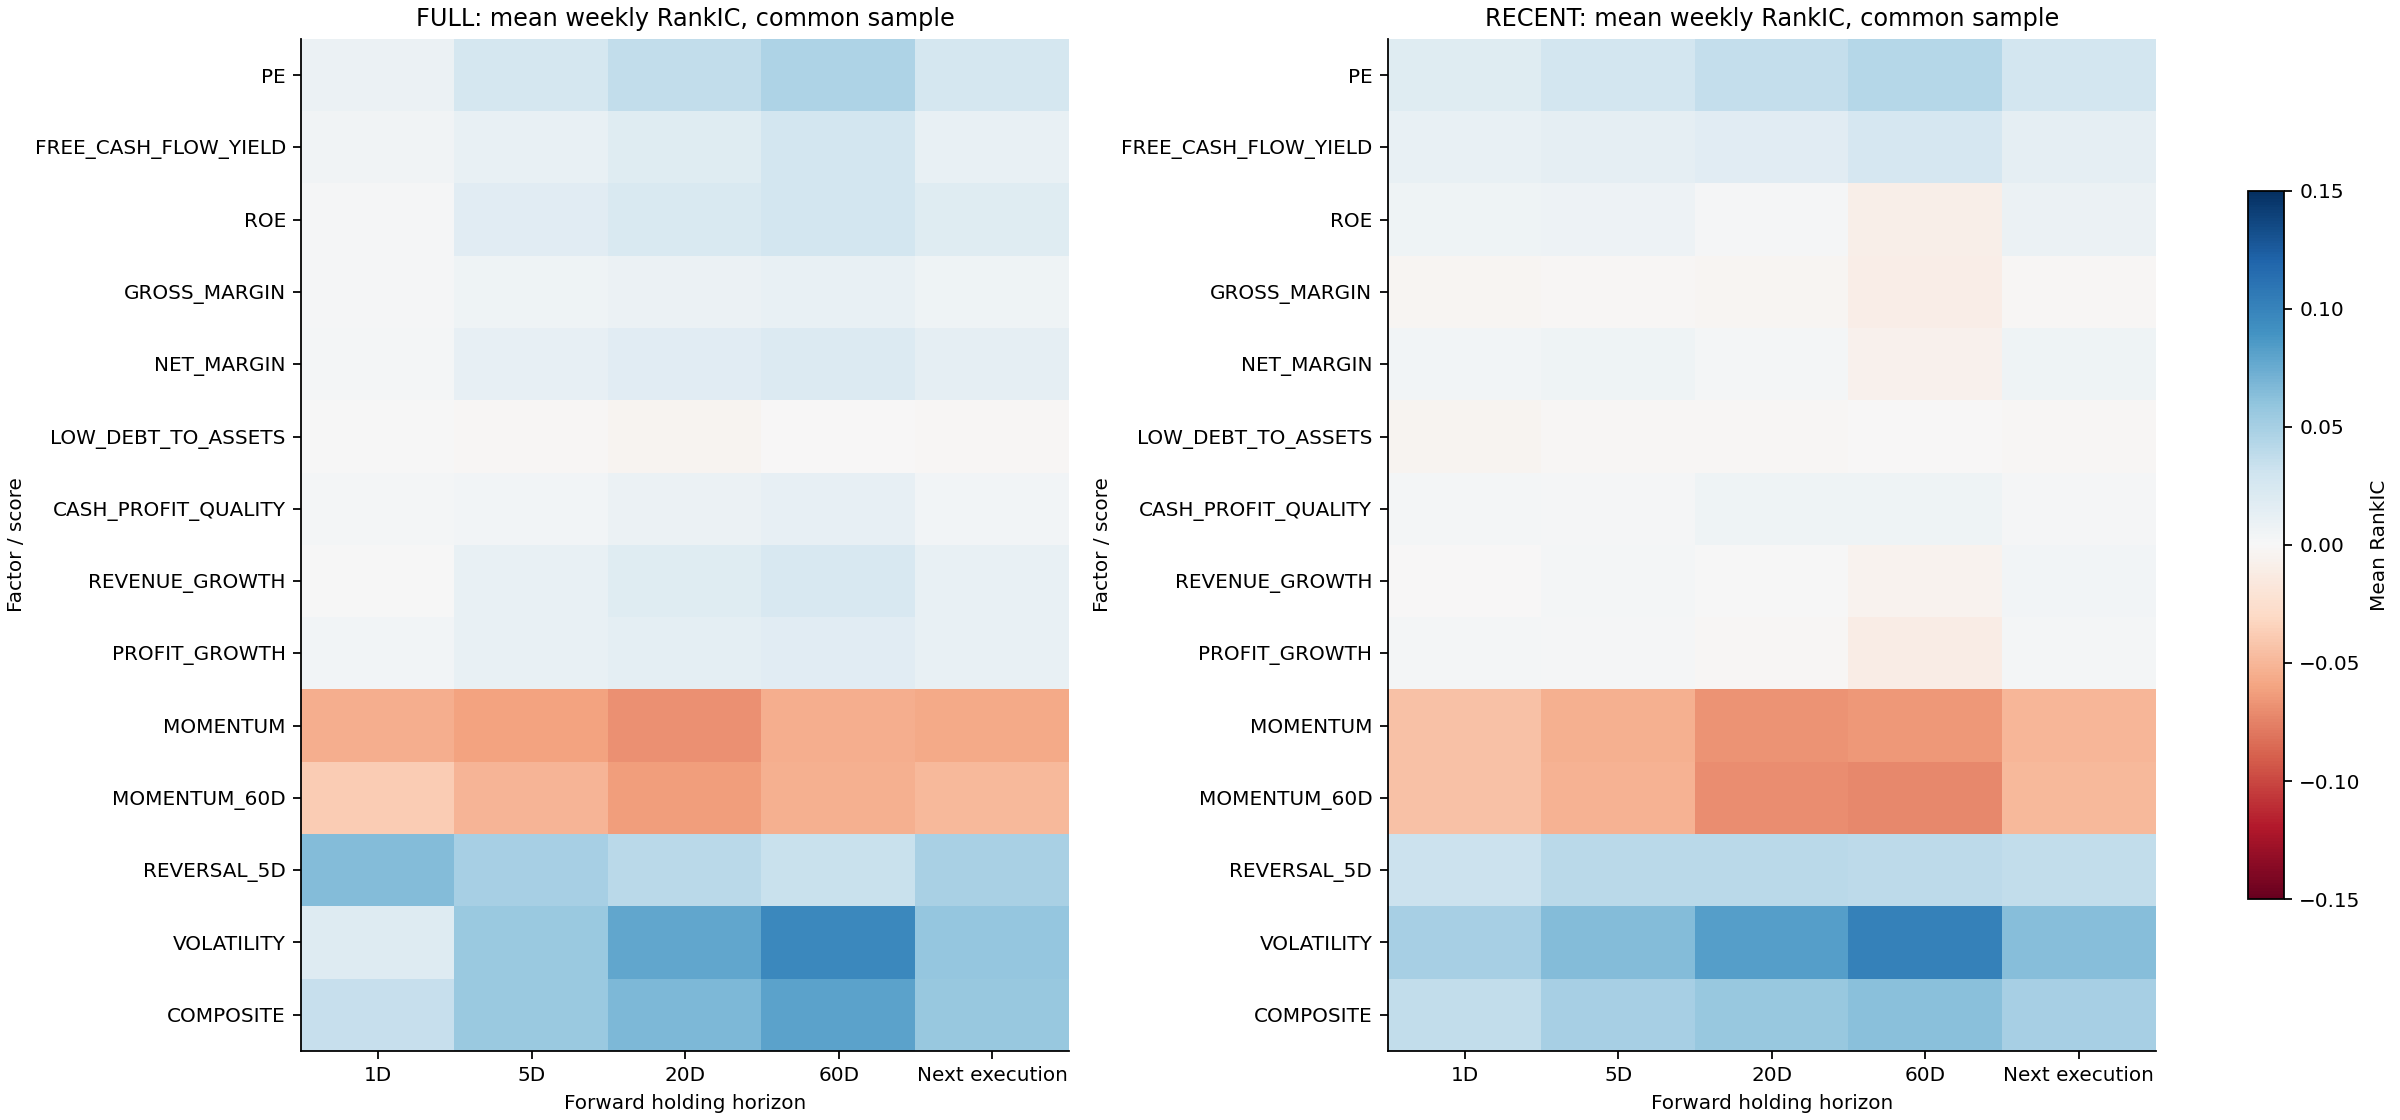 FULL: mean weekly RankIC, common sample
Factor / score
PE
FREE_CASH_FLOW_YIELD
ROE
GROSS_MARGIN
NET_MARGIN
LOW_DEBT_TO_ASSETS
CASH_PROFIT_QUALITY
REVENUE_GROWTH
PROFIT_GROWTH
MOMENTUM
MOMENTUM_60D
REVERSAL_5D
VOLATILITY
COMPOSITE
1D 5D 20D 60D Next execution
Forward holding horizon
RECENT: mean weekly RankIC, common sample
Factor / score
PE
FREE_CASH_FLOW_YIELD
ROE
GROSS_MARGIN
NET_MARGIN
LOW_DEBT_TO_ASSETS
CASH_PROFIT_QUALITY
REVENUE_GROWTH
PROFIT_GROWTH
MOMENTUM
MOMENTUM_60D
REVERSAL_5D
VOLATILITY
COMPOSITE
1D 5D 20D 60D Next execution
Forward holding horizon
0.15
0.10
0.05
0.00
−0.05
−0.10
−0.15
Mean RankIC